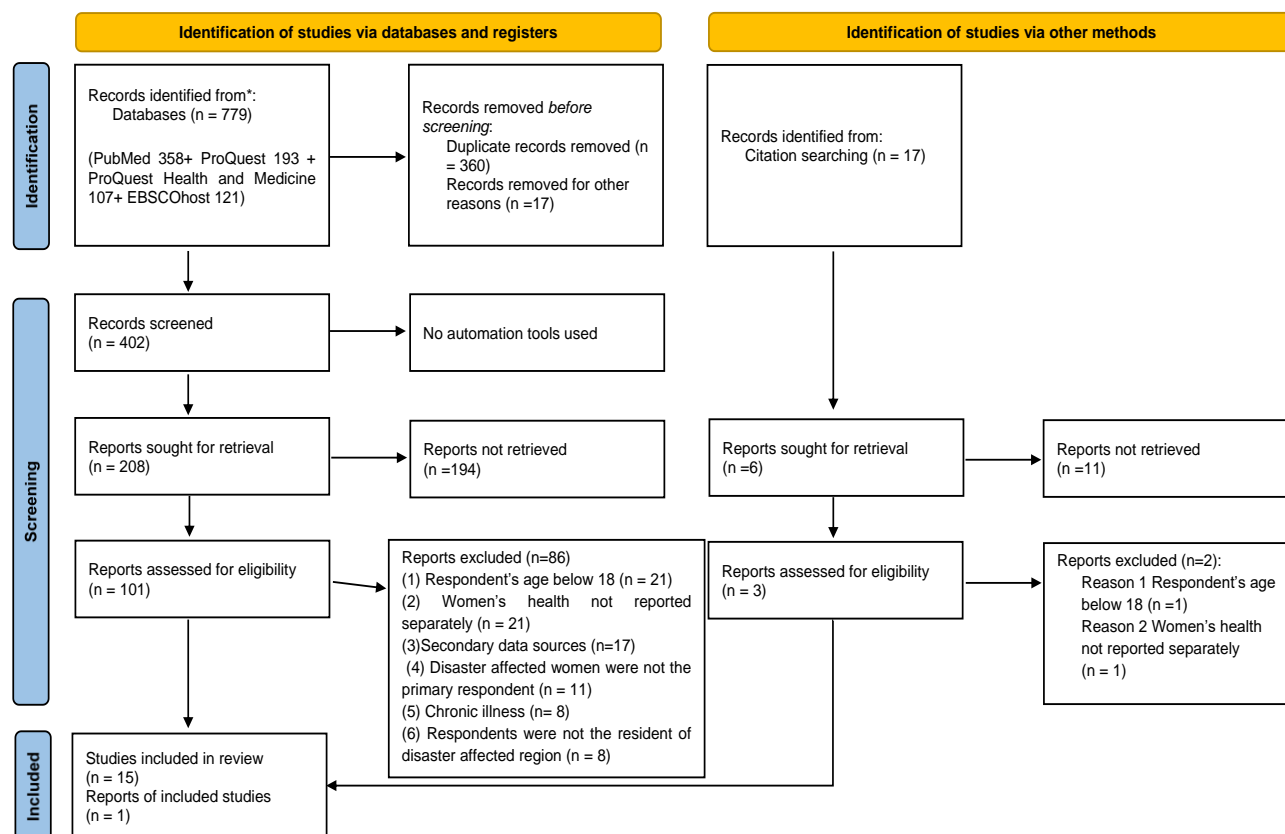 Identification of studies via databases and registers
Identification of studies via other methods
Identification
Records identified from*:
Databases (n = 779)
(PubMed 358+ ProQuest 193 +
ProQuest Health and Medicine
107+ EBSCOhost 121)
Records removed before
screening:
Duplicate records removed (n
= 360)
Records removed for other
reasons (n =17)
Records identified from:
Citation searching (n = 17)
Screening
Records screened
(n = 402)
No automation tools used
Reports sought for retrieval
(n = 208)
Reports not retrieved
(n =194)
Reports sought for retrieval
(n =6)
Reports not retrieved
(n =11)
Reports assessed for eligibility
(n = 101)
Reports excluded (n=86)
(1) Respondent's age below 18 (n = 21)
(2) Women's health not reported
separately (n = 21)
(3)Secondary data sources (n=17)
(4) Disaster affected women were not the
primary respondent (n = 11)
(5) Chronic illness (n= 8)
(6) Respondents were not the resident of
disaster affected region (n = 8)
Reports assessed for eligibility
(n = 3)
Reports excluded (n=2):
Reason 1 Respondent's age
below 18 (n =1)
Reason 2 Women's health
not reported separately
(n = 1)
Included
Studies included in review
(n = 15)
Reports of included studies
(n = 1)